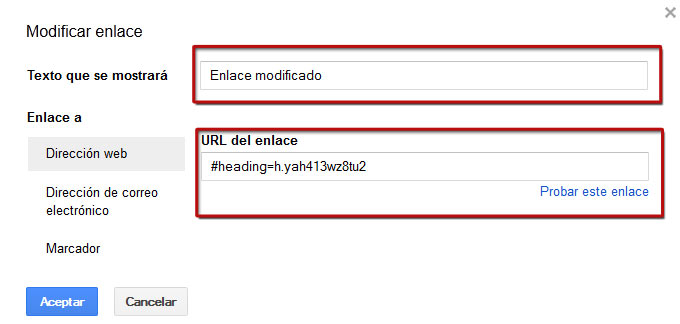 Modificar enlace
Texto que se mostrará
Enlace modificado
Enlace a
Dirección web
Dirección de correo
electrónico
Marcador
URL del enlace
#heading=h.yah413wz8tu2
Probar este enlace
Aceptar
Cancelar